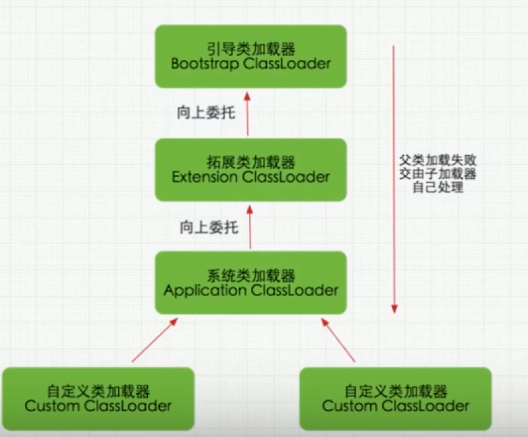 引导类加载器
Bootstrap ClassLoader
向上委托
拓展类加载器
Extension ClassLoader
父类加载失败
交由子加载器
自己处理
向上委托
系统类加载器
Application ClassLoader
自定义类加载器
Custom ClassLoader
自定义类加载器
Custom ClassLoader